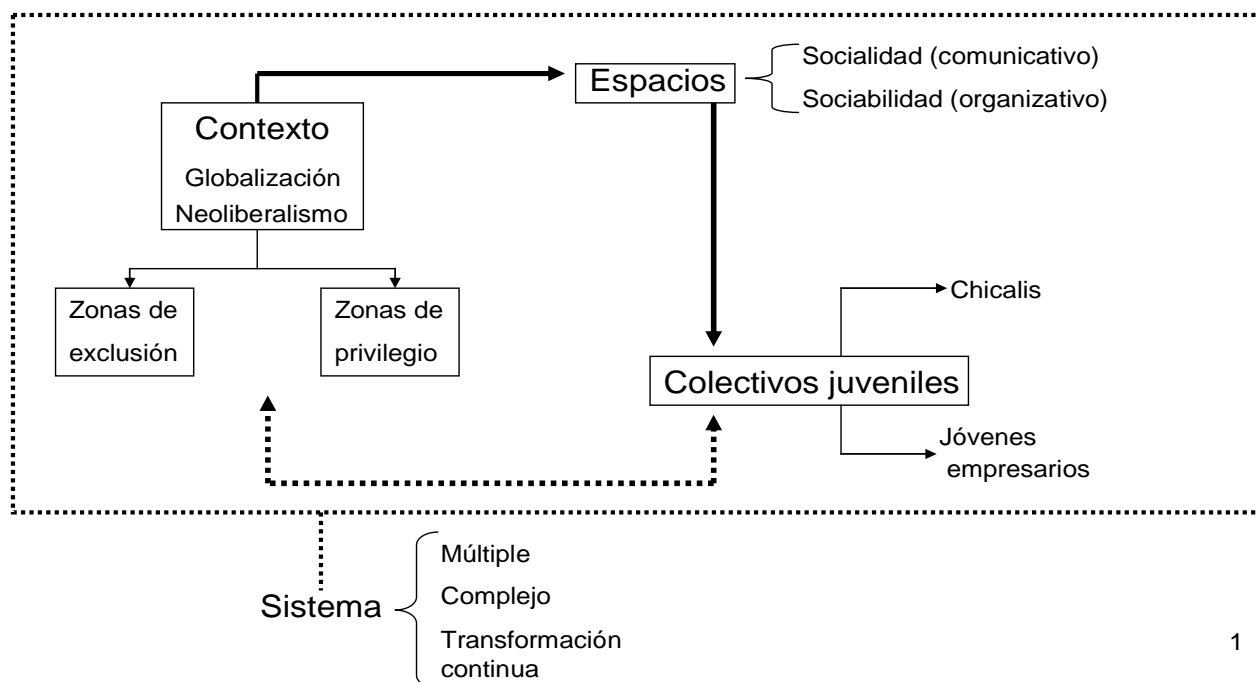 Espacios
Socialidad (comunicativo)
Sociabilidad (organizativo)
Contexto
Globalización
Neoliberalismo
Zonas de
exclusión
Zonas de
privilegio
Chicalis
Colectivos juveniles
Jóvenes
empresarios
Sistema
Múltiple
Complejo
Transformación
continua
1